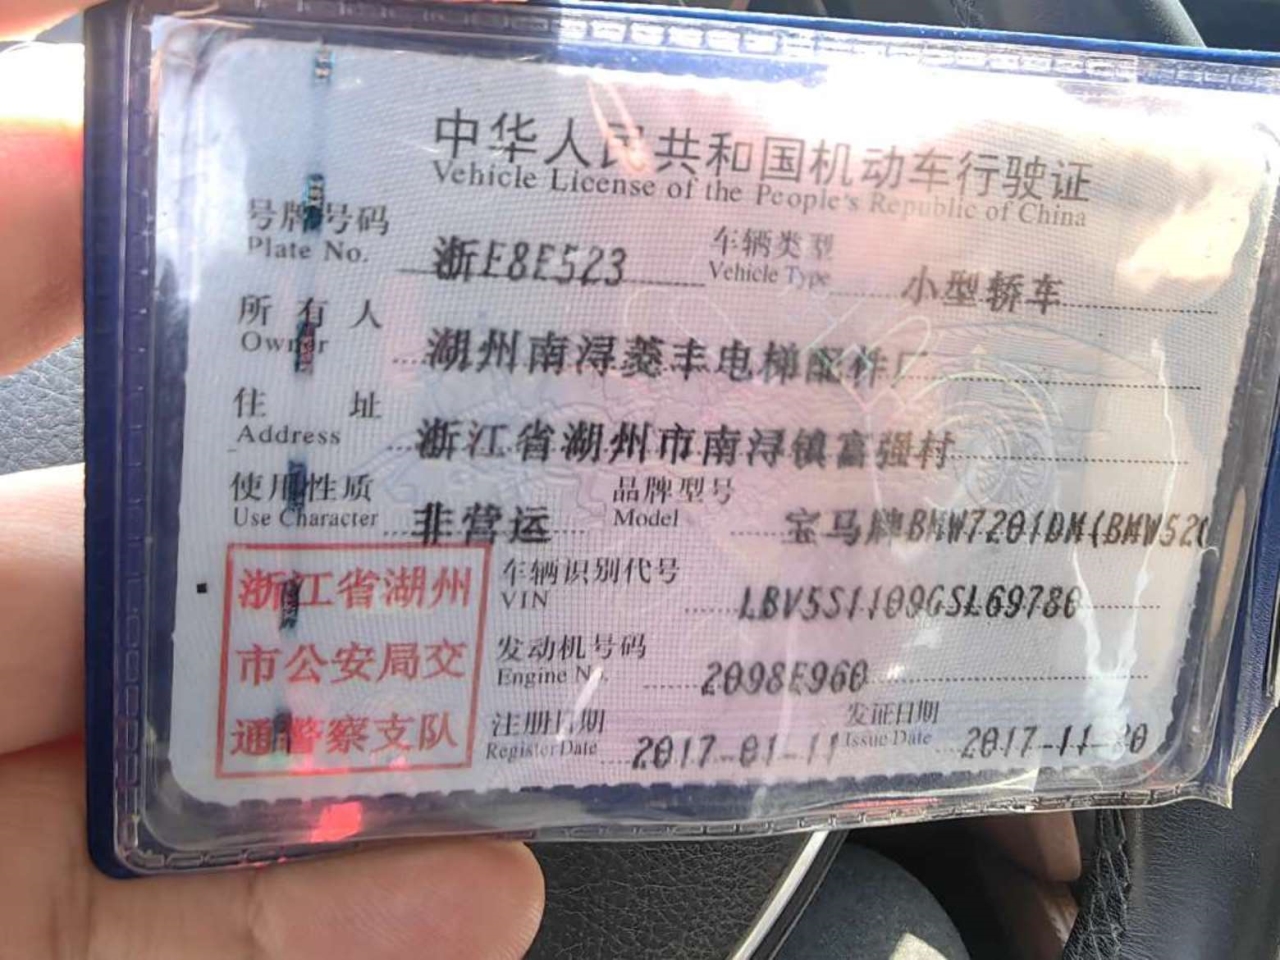 中华人民共和国机动车行驶证
Vehicle License of the People's Republic of China
号牌号码 浙E8E523 车辆类型 小型轿车
Plate No. Vehicle Type
所有人 湖州南浔菱丰电梯配件厂
Owner
住址 浙江省湖州市南浔镇富强村
Address
使用性质 非营运 品牌型号 宝马牌BMW7201DM(BMW520
Use Character Model
浙江省湖州
市公安局交
通警察支队
车辆识别代号
VIN LBV5S1109GSL69786
发动机号码
Engine No. 2098E960
注册日期 2017-01-11 发证日期 2017-11-20
Register Date Issue Date